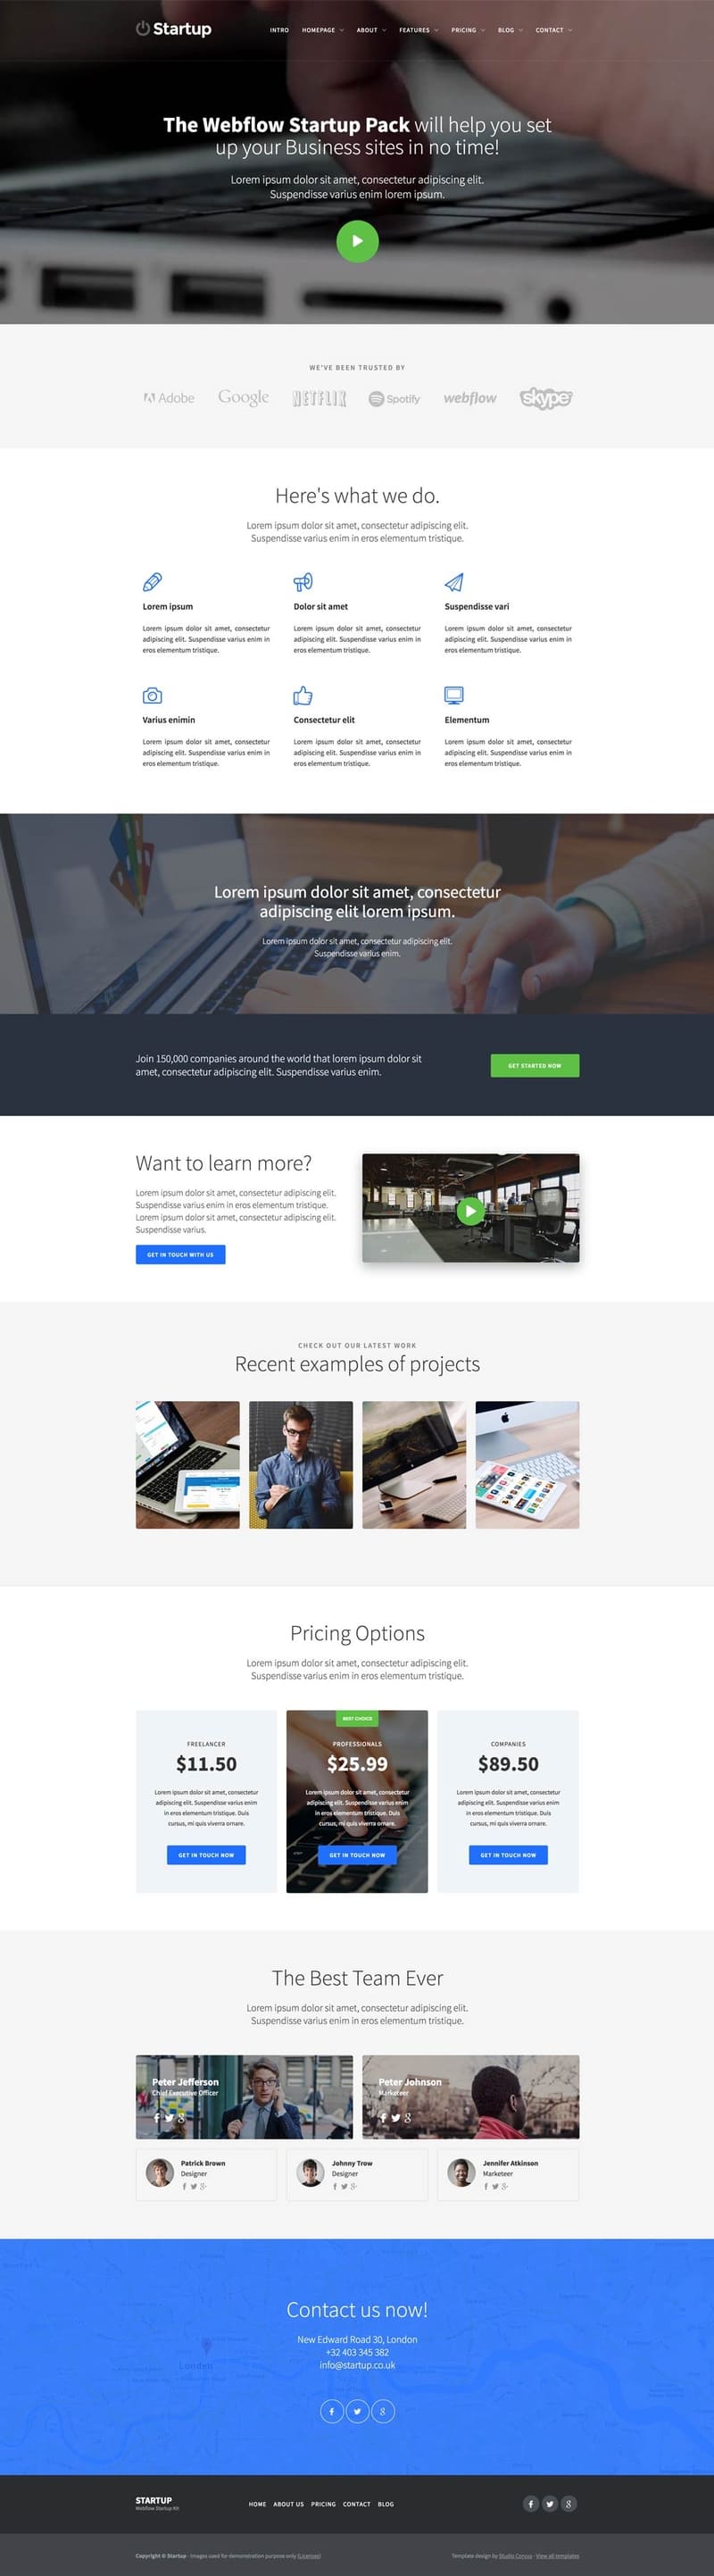 Startup
INTRO HOMEPAGE ABOUT FEATURES PRICING BLOG CONTACT
The Webflow Startup Pack will help you set
up your Business sites in no time!
Lorem ipsum dolor sit amet, consectetur adipiscing elit.
Suspendisse varius enim lorem ipsum.
WE'VE BEEN TRUSTED BY
Adobe Google NETFLIX Spotify webflow skype
Here's what we do.
Lorem ipsum dolor sit amet, consectetur adipiscing elit.
Suspendisse varius enim in eros elementum tristique.
Lorem ipsum
Lorem ipsum dolor sit amet, consectetur
adipiscing elit. Suspendisse varius enim in
eros elementum tristique.
Dolor sit amet
Lorem ipsum dolor sit amet, consectetur
adipiscing elit. Suspendisse varius enim in
eros elementum tristique.
Suspendisse vari
Lorem ipsum dolor sit amet, consectetur
adipiscing elit. Suspendisse varius enim in
eros elementum tristique.
Varius enimin
Lorem ipsum dolor sit amet, consectetur
adipiscing elit. Suspendisse varius enim in
eros elementum tristique.
Consectetur elit
Lorem ipsum dolor sit amet, consectetur
adipiscing elit. Suspendisse varius enim in
eros elementum tristique.
Elementum
Lorem ipsum dolor sit amet, consectetur
adipiscing elit. Suspendisse varius enim in
eros elementum tristique.
Lorem ipsum dolor sit amet, consectetur
adipiscing elit lorem ipsum.
Lorem ipsum dolor sit amet, consectetur adipiscing elit.
Suspendisse varius enim.
Join 150,000 companies around the world that lorem ipsum dolor sit
amet, consectetur adipiscing elit. Suspendisse varius enim.
GET STARTED NOW
Want to learn more?
Lorem ipsum dolor sit amet, consectetur adipiscing elit.
Suspendisse varius enim in eros elementum tristique.
Lorem ipsum dolor sit amet, consectetur adipiscing elit.
Suspendisse varius.
GET IN TOUCH WITH US
CHECK OUT OUR LATEST WORK
Recent examples of projects
Pricing Options
Lorem ipsum dolor sit amet, consectetur adipiscing elit.
Suspendisse varius enim in eros elementum tristique.
FREELANCER
$11.50
Lorem ipsum dolor sit amet, consectetur
adipiscing elit. Suspendisse varius enim
in eros elementum tristique. Duis
cursus, mi quis viverra ornare.
GET IN TOUCH NOW
BEST CHOICE
PROFESSIONALS
$25.99
Lorem ipsum dolor sit amet, consectetur
adipiscing elit. Suspendisse varius enim
in eros elementum tristique. Duis
cursus, mi quis viverra ornare.
GET IN TOUCH NOW
COMPANIES
$89.50
Lorem ipsum dolor sit amet, consectetur
adipiscing elit. Suspendisse varius enim
in eros elementum tristique. Duis
cursus, mi quis viverra ornare.
GET IN TOUCH NOW
The Best Team Ever
Lorem ipsum dolor sit amet, consectetur adipiscing elit.
Suspendisse varius enim in eros elementum tristique.
Peter Jefferson
Chief Executive Officer
Peter Johnson
Marketeer
Patrick Brown
Designer
Johnny Trow
Designer
Jennifer Atkinson
Marketeer
Contact us now!
New Edward Road 30, London
+32 403 345 382
info@startup.co.uk
London
STARTUP
Webflow Startup Kit
HOME ABOUT US PRICING CONTACT BLOG
Copyright © Startup - Images used for demonstration purpose only (Licenses)
Template design by Studio Corvus - View all templates